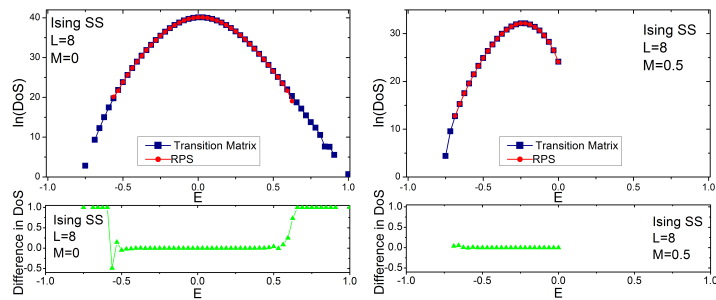 Ising SS
L=8
M=0
ln(DoS)
40
30
20
10
0
Transition Matrix
RPS
-1.0
-0.5
0.0
0.5
1.0
E
Ising SS
L=8
M=0.5
ln(DoS)
30
20
10
0
Transition Matrix
RPS
-1.0
-0.5
0.0
0.5
1.0
E
Difference in DoS
1.0
0.5
0.0
-0.5
Ising SS
L=8
M=0
-1.0
-0.5
0.0
0.5
1.0
E
Difference in DoS
1.0
0.5
0.0
-0.5
Ising SS
L=8
M=0.5
-1.0
-0.5
0.0
0.5
1.0
E